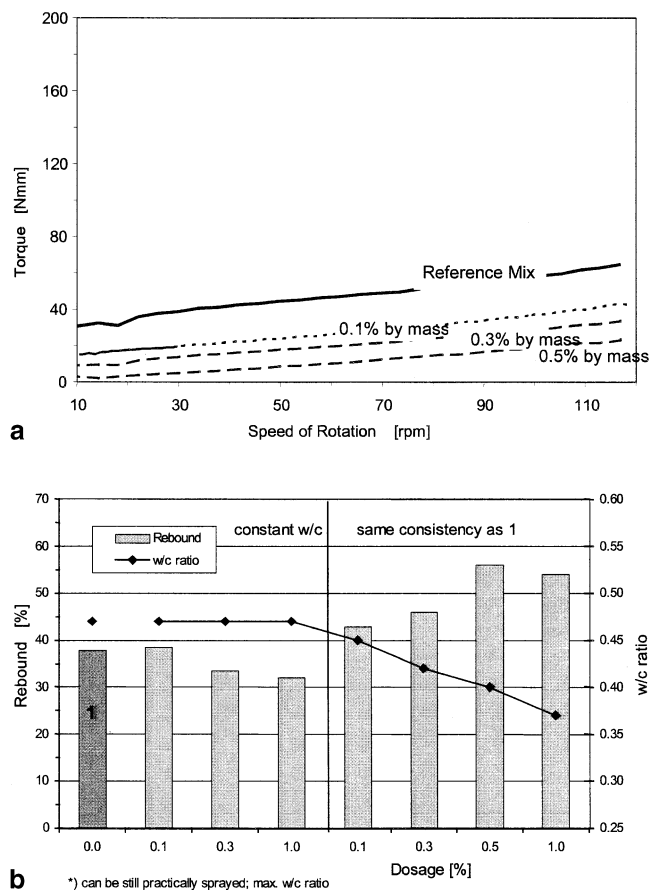 200
160
120
80
40
0
Torque [Nmm]
Reference Mix
0.1% by mass
0.3% by mass
0.5% by mass
10 30 50 70 90 110
Speed of Rotation [rpm]
a
70 0.60
60 0.55
50 0.50
40 0.45
30 0.40
20 0.35
10 0.30
0 0.25
Rebound [%]
w/c ratio
constant w/c same consistency as 1
Rebound
w/c ratio
1
0.0 0.1 0.3 1.0 0.1 0.3 0.5 1.0
Dosage [%]
b
*) can be still practically sprayed; max. w/c ratio